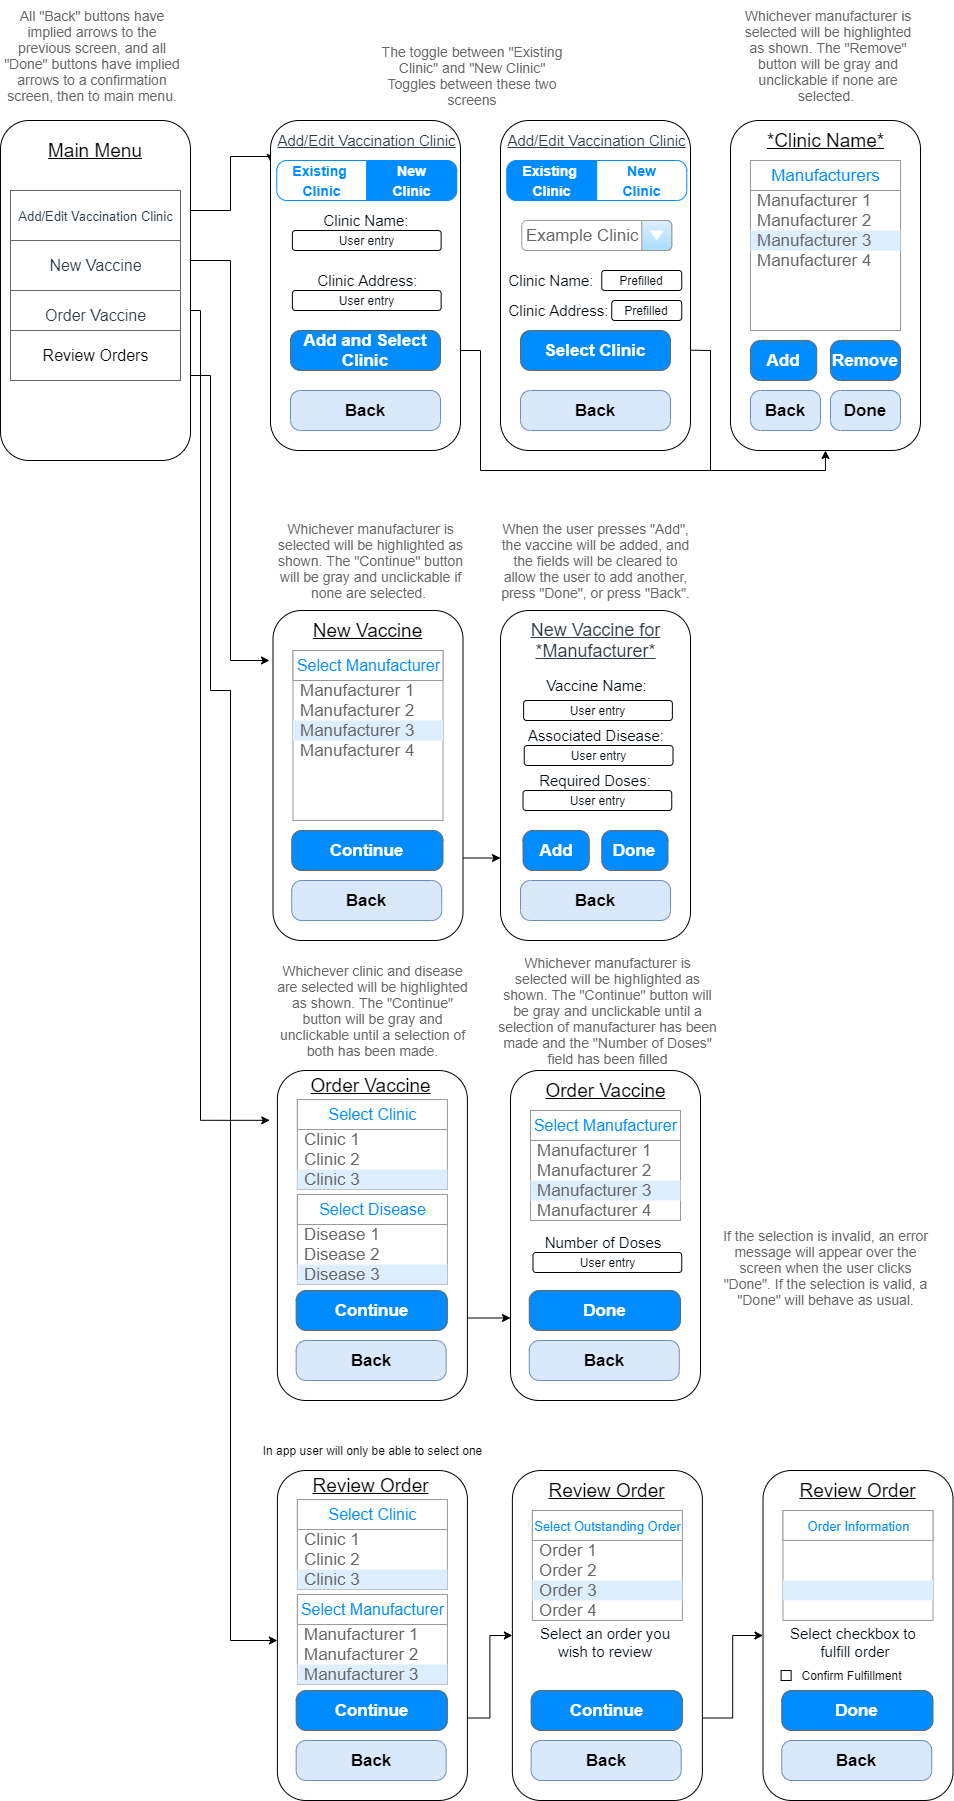 All "Back" buttons have
implied arrows to the
previous screen, and all
"Done" buttons have implied
arrows to a confirmation
screen, then to main menu.
The toggle between "Existing
Clinic" and "New Clinic"
Toggles between these two
screens
Whichever manufacturer is
selected will be highlighted
as shown. The "Remove"
button will be gray and
unclickable if none are
selected.
Main Menu
Add/Edit Vaccination Clinic
New Vaccine
Order Vaccine
Review Orders
Add/Edit Vaccination Clinic
Existing
Clinic
New
Clinic
Clinic Name:
User entry
Clinic Address:
User entry
Add and Select
Clinic
Back
Add/Edit Vaccination Clinic
Existing
Clinic
New
Clinic
Example Clinic
Clinic Name:
Prefilled
Clinic Address:
Prefilled
Select Clinic
Back
*Clinic Name*
Manufacturers
Manufacturer 1
Manufacturer 2
Manufacturer 3
Manufacturer 4
Add
Remove
Back
Done
Whichever manufacturer is
selected will be highlighted as
shown. The "Continue" button
will be gray and unclickable if
none are selected.
When the user presses "Add",
the vaccine will be added, and
the fields will be cleared to
allow the user to add another,
press "Done", or press "Back".
New Vaccine
Select Manufacturer
Manufacturer 1
Manufacturer 2
Manufacturer 3
Manufacturer 4
Continue
Back
New Vaccine for
*Manufacturer*
Vaccine Name:
User entry
Associated Disease:
User entry
Required Doses:
User entry
Add
Done
Back
Whichever clinic and disease
are selected will be highlighted
as shown. The "Continue"
button will be gray and
unclickable until a selection of
both has been made.
Whichever manufacturer is
selected will be highlighted as
shown. The "Continue" button will
be gray and unclickable until a
selection of manufacturer has been
made and the "Number of Doses"
field has been filled
Order Vaccine
Select Clinic
Clinic 1
Clinic 2
Clinic 3
Select Disease
Disease 1
Disease 2
Disease 3
Continue
Back
Order Vaccine
Select Manufacturer
Manufacturer 1
Manufacturer 2
Manufacturer 3
Manufacturer 4
Number of Doses
User entry
Done
Back
If the selection is invalid, an error
message will appear over the
screen when the user clicks
"Done". If the selection is valid, a
"Done" will behave as usual.
In app user will only be able to select one
Review Order
Select Clinic
Clinic 1
Clinic 2
Clinic 3
Select Manufacturer
Manufacturer 1
Manufacturer 2
Manufacturer 3
Continue
Back
Review Order
Select Outstanding Order
Order 1
Order 2
Order 3
Order 4
Select an order you
wish to review
Continue
Back
Review Order
Order Information
Select checkbox to
fulfill order
Confirm Fulfillment
Done
Back